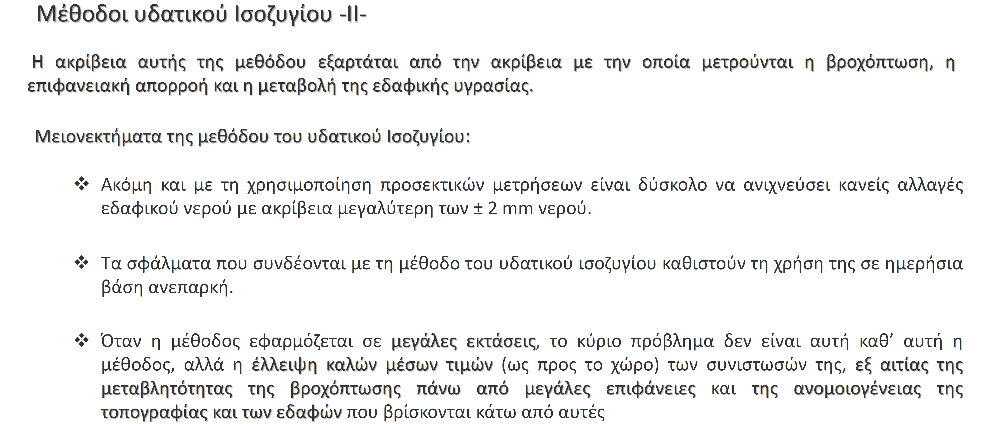 Μέθοδοι υδατικού Ισοζυγίου -ΙΙ-
Η ακρίβεια αυτής της μεθόδου εξαρτάται από την ακρίβεια με την οποία μετρούνται η βροχόπτωση, η
επιφανειακή απορροή και η μεταβολή της εδαφικής υγρασίας.
Μειονεκτήματα της μεθόδου του υδατικού Ισοζυγίου:
❖ Ακόμη και με τη χρησιμοποίηση προσεκτικών μετρήσεων είναι δύσκολο να ανιχνεύσει κανείς αλλαγές
εδαφικού νερού με ακρίβεια μεγαλύτερη των ± 2 mm νερού.
❖ Τα σφάλματα που συνδέονται με τη μέθοδο του υδατικού ισοζυγίου καθιστούν τη χρήση της σε ημερήσια
βάση ανεπαρκή.
❖ Όταν η μέθοδος εφαρμόζεται σε μεγάλες εκτάσεις, το κύριο πρόβλημα δεν είναι αυτή καθ’ αυτή η
μέθοδος, αλλά η έλλειψη καλών μέσων τιμών (ως προς το χώρο) των συνιστωσών της, εξ αιτίας της
μεταβλητότητας της βροχόπτωσης πάνω από μεγάλες επιφάνειες και της ανομοιογένειας της
τοπογραφίας και των εδαφών που βρίσκονται κάτω από αυτές